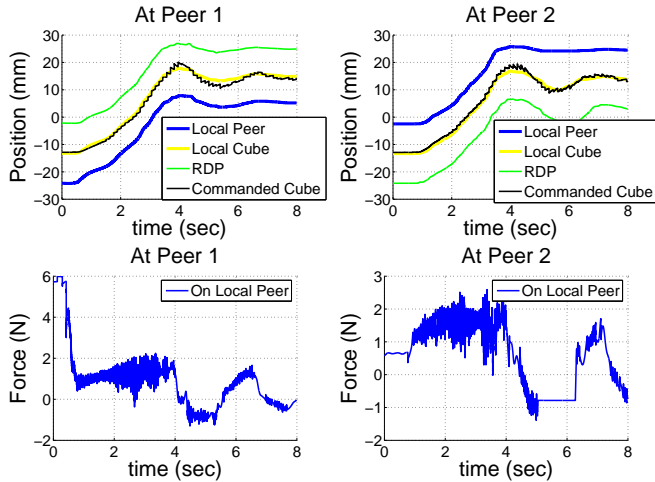 At Peer 1
Position (mm)
30
20
10
0
−10
−20
−30
0 2 4 6 8
time (sec)
Local Peer
Local Cube
RDP
Commanded Cube
At Peer 2
Position (mm)
30
20
10
0
−10
−20
−30
0 2 4 6 8
time (sec)
Local Peer
Local Cube
RDP
Commanded Cube
At Peer 1
Force (N)
6
4
2
0
−2
0 2 4 6 8
time (sec)
On Local Peer
At Peer 2
Force (N)
3
2
1
0
−1
−2
0 2 4 6 8
time (sec)
On Local Peer